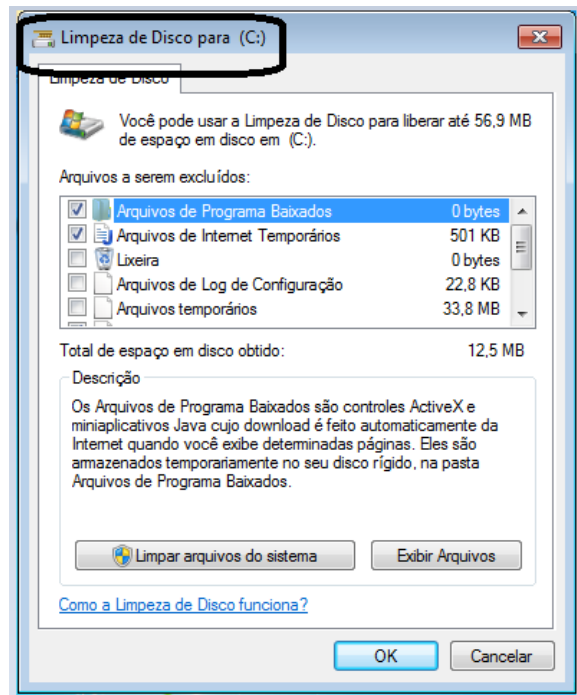 Limpeza de Disco para (C:)
Limpeza de Disco
Você pode usar a Limpeza de Disco para liberar até 56,9 MB
de espaço em disco em (C:).
Arquivos a serem excluídos:
Arquivos de Programa Baixados 0 bytes
Arquivos de Internet Temporários 501 KB
Lixeira 0 bytes
Arquivos de Log de Configuração 22,8 KB
Arquivos temporários 33,8 MB
Total de espaço em disco obtido: 12,5 MB
Descrição
Os Arquivos de Programa Baixados são controles ActiveX e
miniaplicativos Java cujo download é feito automaticamente da
Internet quando você exibe determinadas páginas. Eles são
armazenados temporariamente no seu disco rígido, na pasta
Arquivos de Programa Baixados.
Limpar arquivos do sistema Exibir Arquivos
Como a Limpeza de Disco funciona?
OK Cancelar